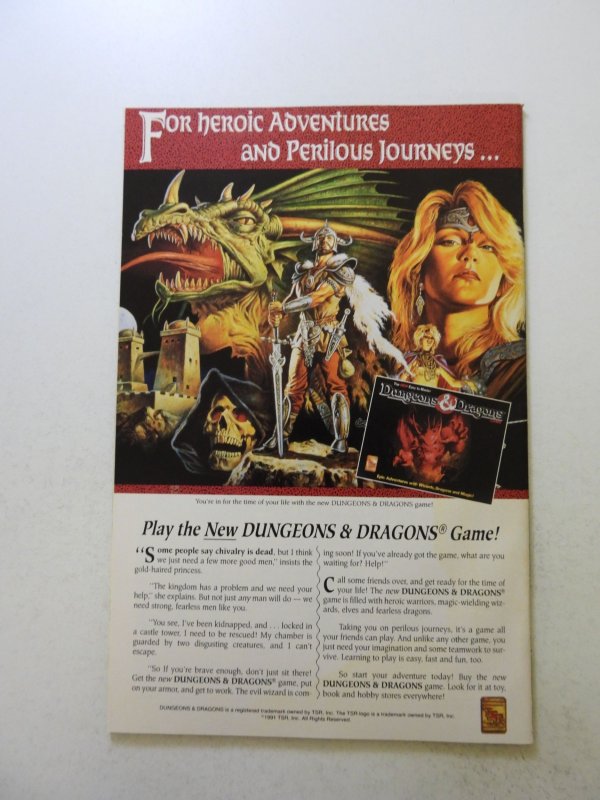 For Heroic Adventures
and Perilous Journeys ...
The NEW Easy to Master
Dungeons & Dragons
Epic Adventures with Wizards, Dragons and Magic!
You're in for the time of your life with the new DUNGEONS & DRAGONS game!
Play the New DUNGEONS & DRAGONS® Game!
“Some people say chivalry is dead, but I think
we just need a few more good men,” insists the
gold-haired princess.
“The kingdom has a problem and we need your
help,” she explains. But not just any man will do — we
need strong, fearless men like you.
“You see, I've been kidnapped, and . . . locked in
a castle tower. I need to be rescued! My chamber is
guarded by two disgusting creatures, and I can't
escape.
“So If you're brave enough, don't just sit there!
Get the new DUNGEONS & DRAGONS® game, put
on your armor, and get to work. The evil wizard is com-
ing soon! If you've already got the game, what are you
waiting for? Help!”
Call some friends over, and get ready for the time of
your life! The new DUNGEONS & DRAGONS®
game is filled with heroic warriors, magic-wielding wiz-
ards, elves and fearless dragons.
Taking you on perilous journeys, it's a game all
your friends can play. And unlike any other game, you
just need your imagination and some teamwork to sur-
vive. Learning to play is easy, fast and fun, too.
So start your adventure today! Buy the new
DUNGEONS & DRAGONS game. Look for it at toy,
book and hobby stores everywhere!
DUNGEONS & DRAGONS is a registered trademark owned by TSR, Inc. The TSR logo is a trademark owned by TSR, Inc.
©1991 TSR, Inc. All Rights Reserved.
TSR